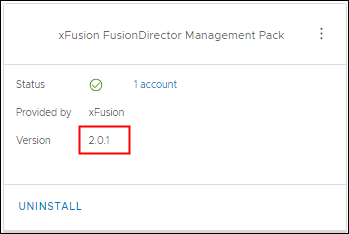 xFusion FusionDirector Management Pack
Status 1 account
Provided by xFusion
Version 2.0.1
UNINSTALL